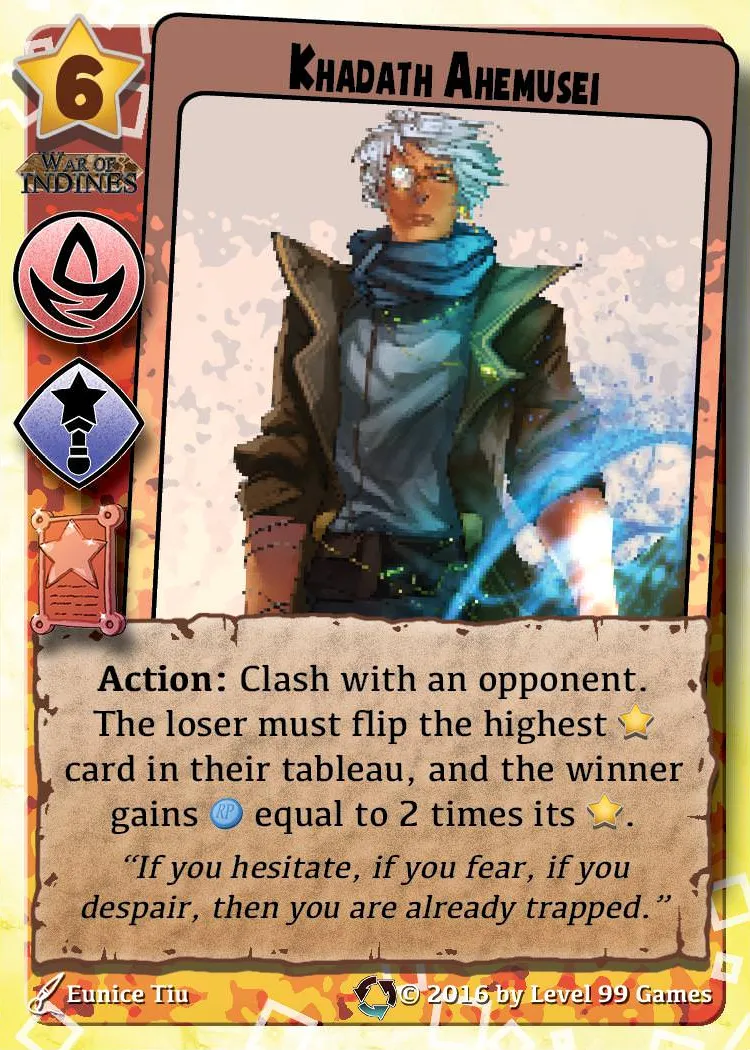 6
KHADATH AHEMUSEI
WAR OF
INDINES
Action: Clash with an opponent.
The loser must flip the highest
card in their tableau, and the winner
gains RP equal to 2 times its .
“If you hesitate, if you fear, if you
despair, then you are already trapped.”
Eunice Tiu
© 2016 by Level 99 Games